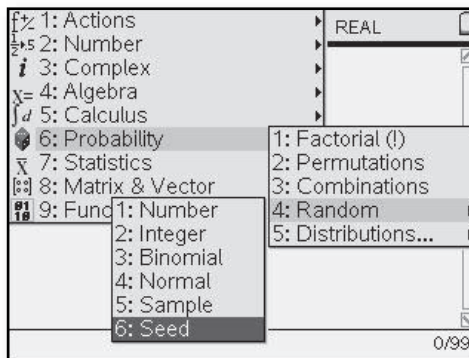 1: Actions
2: Number
3: Complex
4: Algebra
5: Calculus
6: Probability
7: Statistics
8: Matrix & Vector
9: Func
REAL
1: Factorial (!)
2: Permutations
3: Combinations
4: Random
5: Distributions...
1: Number
2: Integer
3: Binomial
4: Normal
5: Sample
6: Seed
0/99